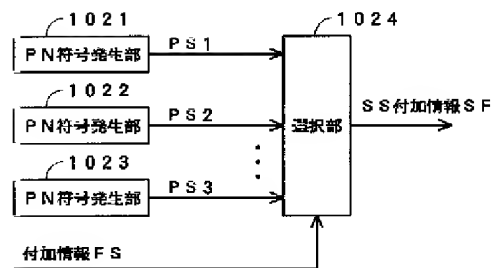 1021
PN符号発生部
PS1
1024
1022
PN符号発生部
PS2
選択部
SS付加情報SF
1023
PN符号発生部
PS3
付加情報FS